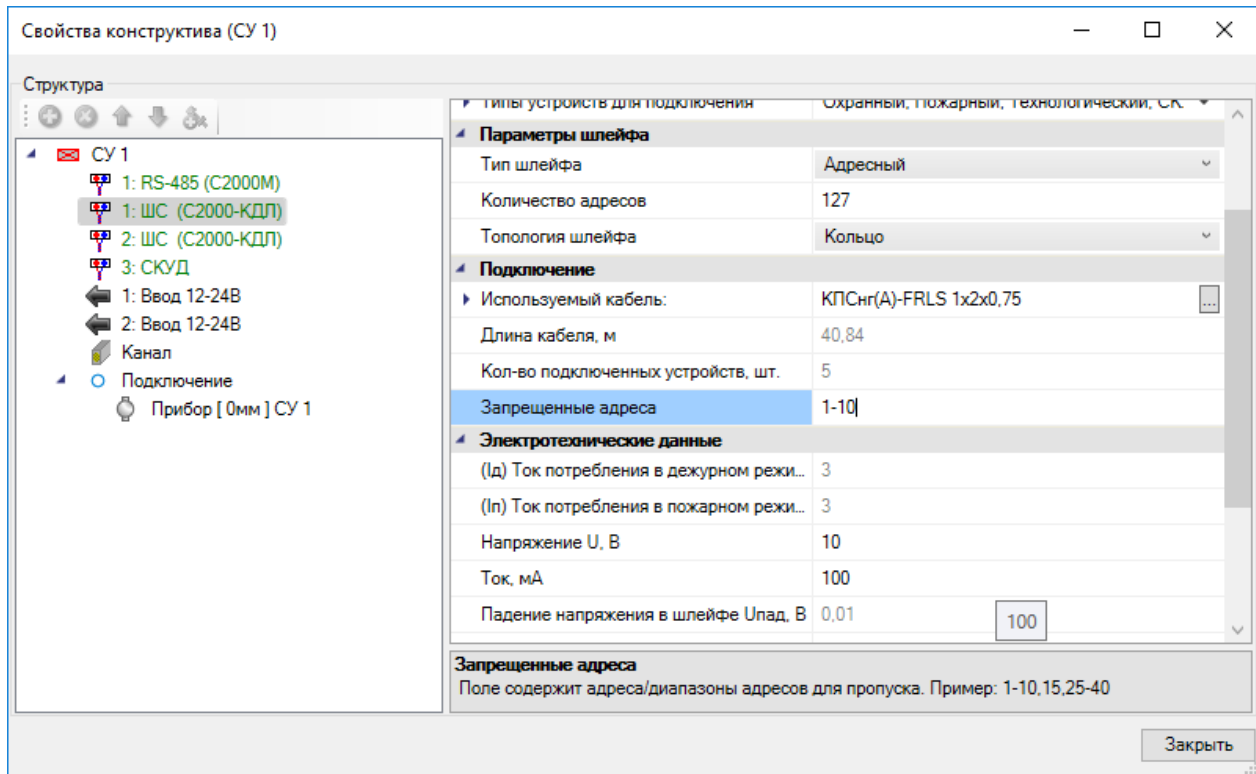 Свойства конструктива (СУ 1)
Структура
СУ 1
1: RS-485 (С2000М)
1: ШС (С2000-КДЛ)
2: ШС (С2000-КДЛ)
3: СКУД
1: Ввод 12-24В
2: Ввод 12-24В
Канал
Подключение
Прибор [ 0мм ] СУ 1
Типы устройств для подключения Охранный, Пожарный, Технологический, СК
Параметры шлейфа
Тип шлейфа Адресный
Количество адресов 127
Топология шлейфа Кольцо
Подключение
Используемый кабель: КПСнг(А)-FRLS 1x2x0,75 ...
Длина кабеля, м 40,84
Кол-во подключенных устройств, шт. 5
Запрещенные адреса 1-10
Электротехнические данные
(Iд) Ток потребления в дежурном режи... 3
(Iп) Ток потребления в пожарном режи... 3
Напряжение U, В 10
Ток, мА 100
Падение напряжения в шлейфе Uпад, В 0,01
100
Запрещенные адреса
Поле содержит адреса/диапазоны адресов для пропуска. Пример: 1-10,15,25-40
Закрыть